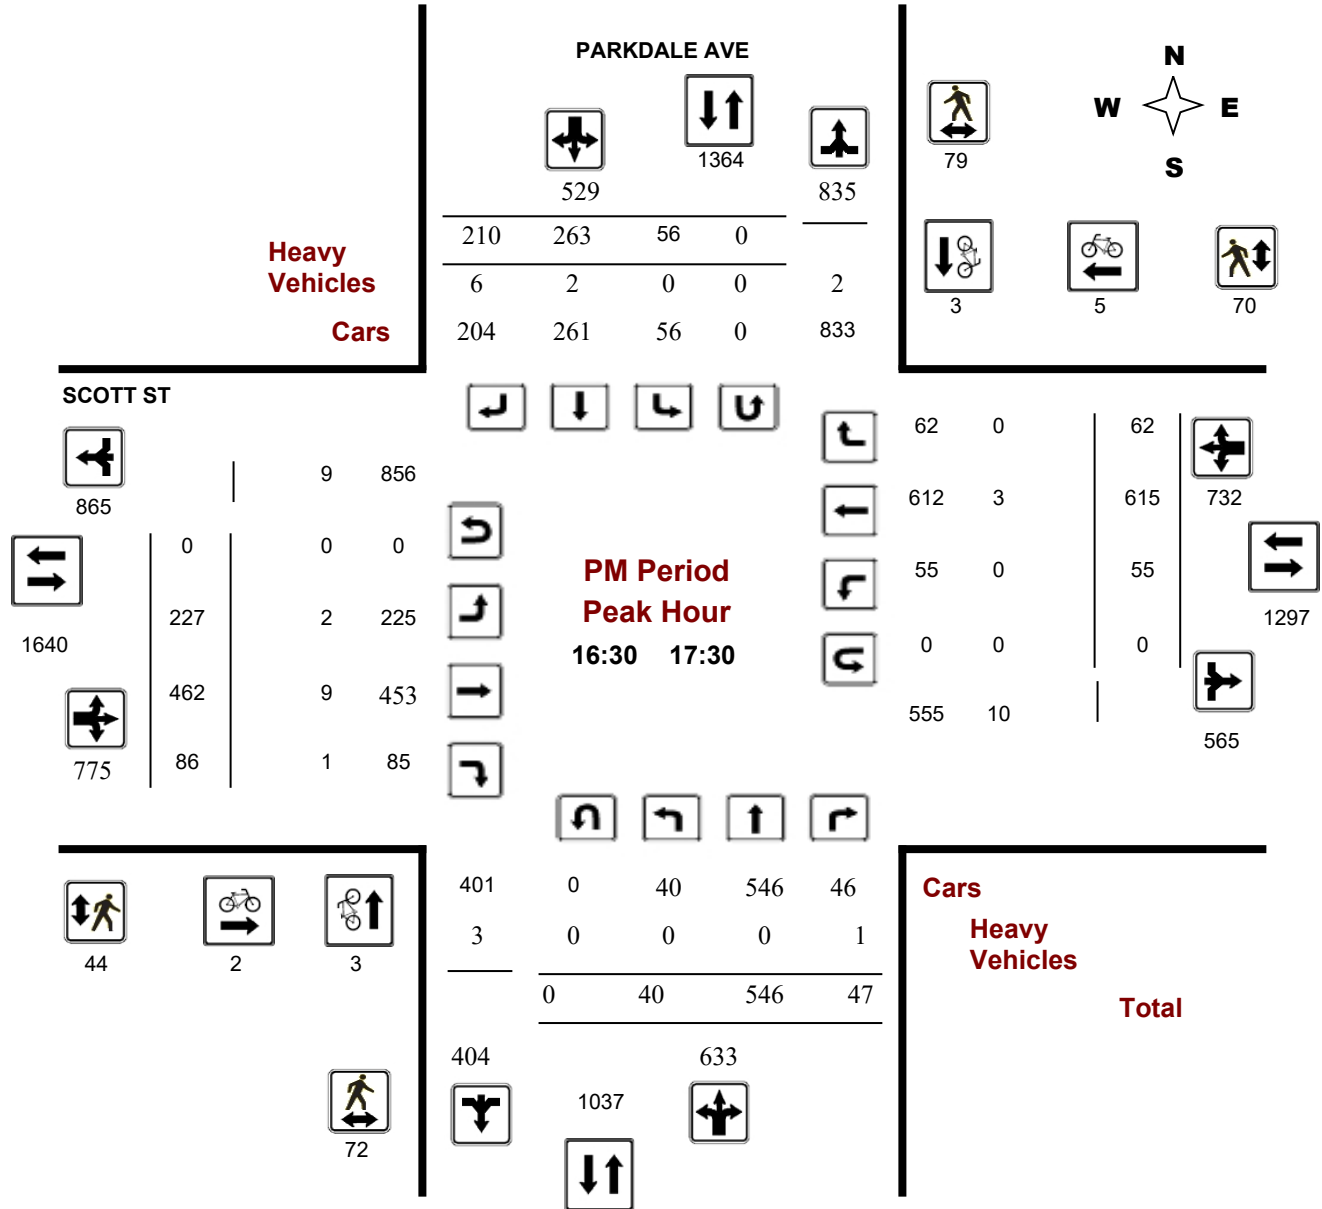 PARKDALE AVE
N
W E
S
1364
79
529 835
210 263 56 0
Heavy
Vehicles
6 2 0 0 2
Cars
204 261 56 0 833
3 5 70
SCOTT ST
62 0 62
9 856
865
612 3 615 732
0 0 0
PM Period
55 0 55
227 2 225
Peak Hour
1297
1640
16:30 17:30
0 0 0
462 9 453
555 10
565
775 86 1 85
401 0 40 546 46
Cars
3 0 0 0 1
Heavy
Vehicles
44 2 3
0 40 546 47
Total
404 633
1037
72